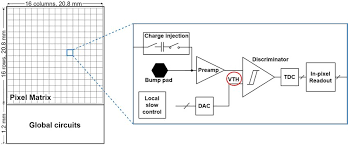 16 columns, 20.8 mm
16 rows, 20.8 mm
Pixel Matrix
1.2 mm
Global circuits
Charge injection
Bump pad
Preamp
VTH
Discriminator
TDC
In-pixel
Readout
Local
slow
control
DAC